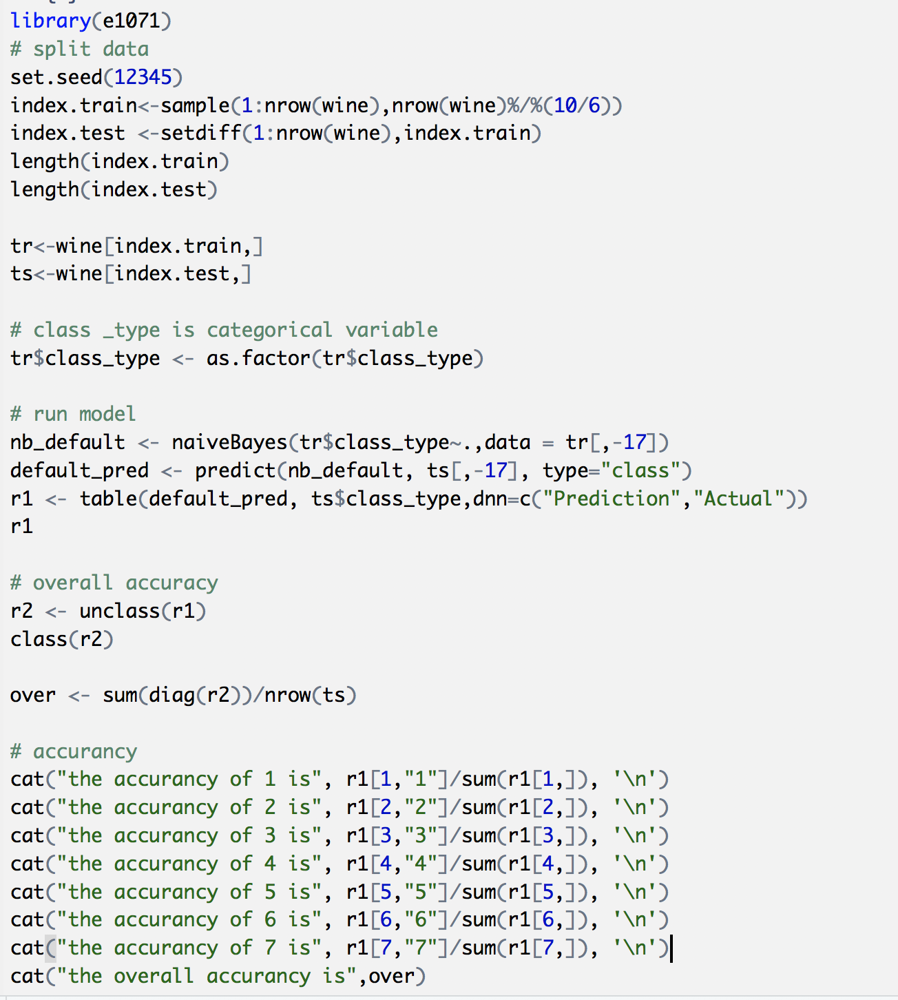 library(e1071)
# split data
set.seed(12345)
index.train<-sample(1:nrow(wine),nrow(wine)%/%(10/6))
index.test <-setdiff(1:nrow(wine),index.train)
length(index.train)
length(index.test)
tr<-wine[index.train,]
ts<-wine[index.test,]
# class _type is categorical variable
tr$class_type <- as.factor(tr$class_type)
# run model
nb_default <- naiveBayes(tr$class_type~.,data = tr[,-17])
default_pred <- predict(nb_default, ts[,-17], type="class")
r1 <- table(default_pred, ts$class_type,dnn=c("Prediction","Actual"))
r1
# overall accuracy
r2 <- unclass(r1)
class(r2)
over <- sum(diag(r2))/nrow(ts)
# accurancy
cat("the accurancy of 1 is", r1[1,"1"]/sum(r1[1,]), '\n')
cat("the accurancy of 2 is", r1[2,"2"]/sum(r1[2,]), '\n')
cat("the accurancy of 3 is", r1[3,"3"]/sum(r1[3,]), '\n')
cat("the accurancy of 4 is", r1[4,"4"]/sum(r1[4,]), '\n')
cat("the accurancy of 5 is", r1[5,"5"]/sum(r1[5,]), '\n')
cat("the accurancy of 6 is", r1[6,"6"]/sum(r1[6,]), '\n')
cat("the accurancy of 7 is", r1[7,"7"]/sum(r1[7,]), '\n')
cat("the overall accurancy is",over)